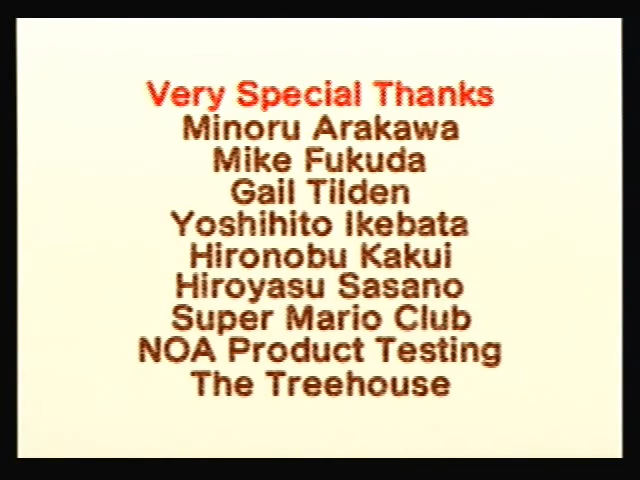 Very Special Thanks
Minoru Arakawa
Mike Fukuda
Gail Tilden
Yoshihito Ikebata
Hironobu Kakui
Hiroyasu Sasano
Super Mario Club
NOA Product Testing
The Treehouse